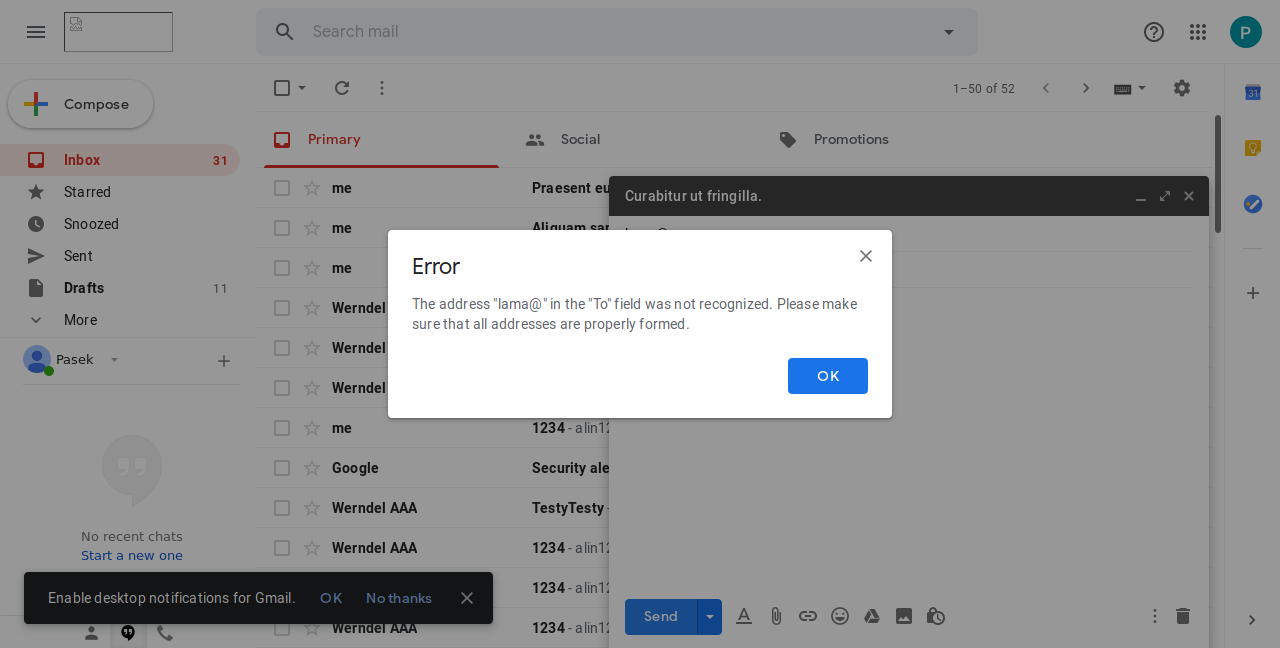 Search mail
P
Compose
1–50 of 52
31
Primary
Social
Promotions
Inbox 31
Starred
Snoozed
Sent
Drafts 11
More
Pasek
No recent chats
Start a new one
me Praesent eu
me Aliquam sap
me
Werndel
Werndel
Werndel
me 1234 - alin12
Google Security ale
Werndel AAA TestyTesty -
Werndel AAA 1234 - alin12
1234 - alin12
Werndel AAA 1234 - alin12
Curabitur ut fringilla.
Error
The address "lama@" in the "To" field was not recognized. Please make
sure that all addresses are properly formed.
OK
Send
Enable desktop notifications for Gmail. OK No thanks